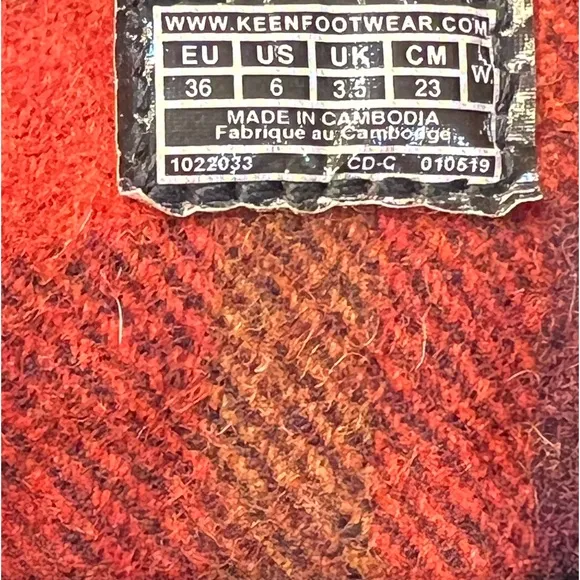 WWW.KEENFOOTWEAR.COM
EU US UK CM W
36 6 3.5 23
MADE IN CAMBODIA
Fabriqué au Cambodge
1022033 CD-C 010519